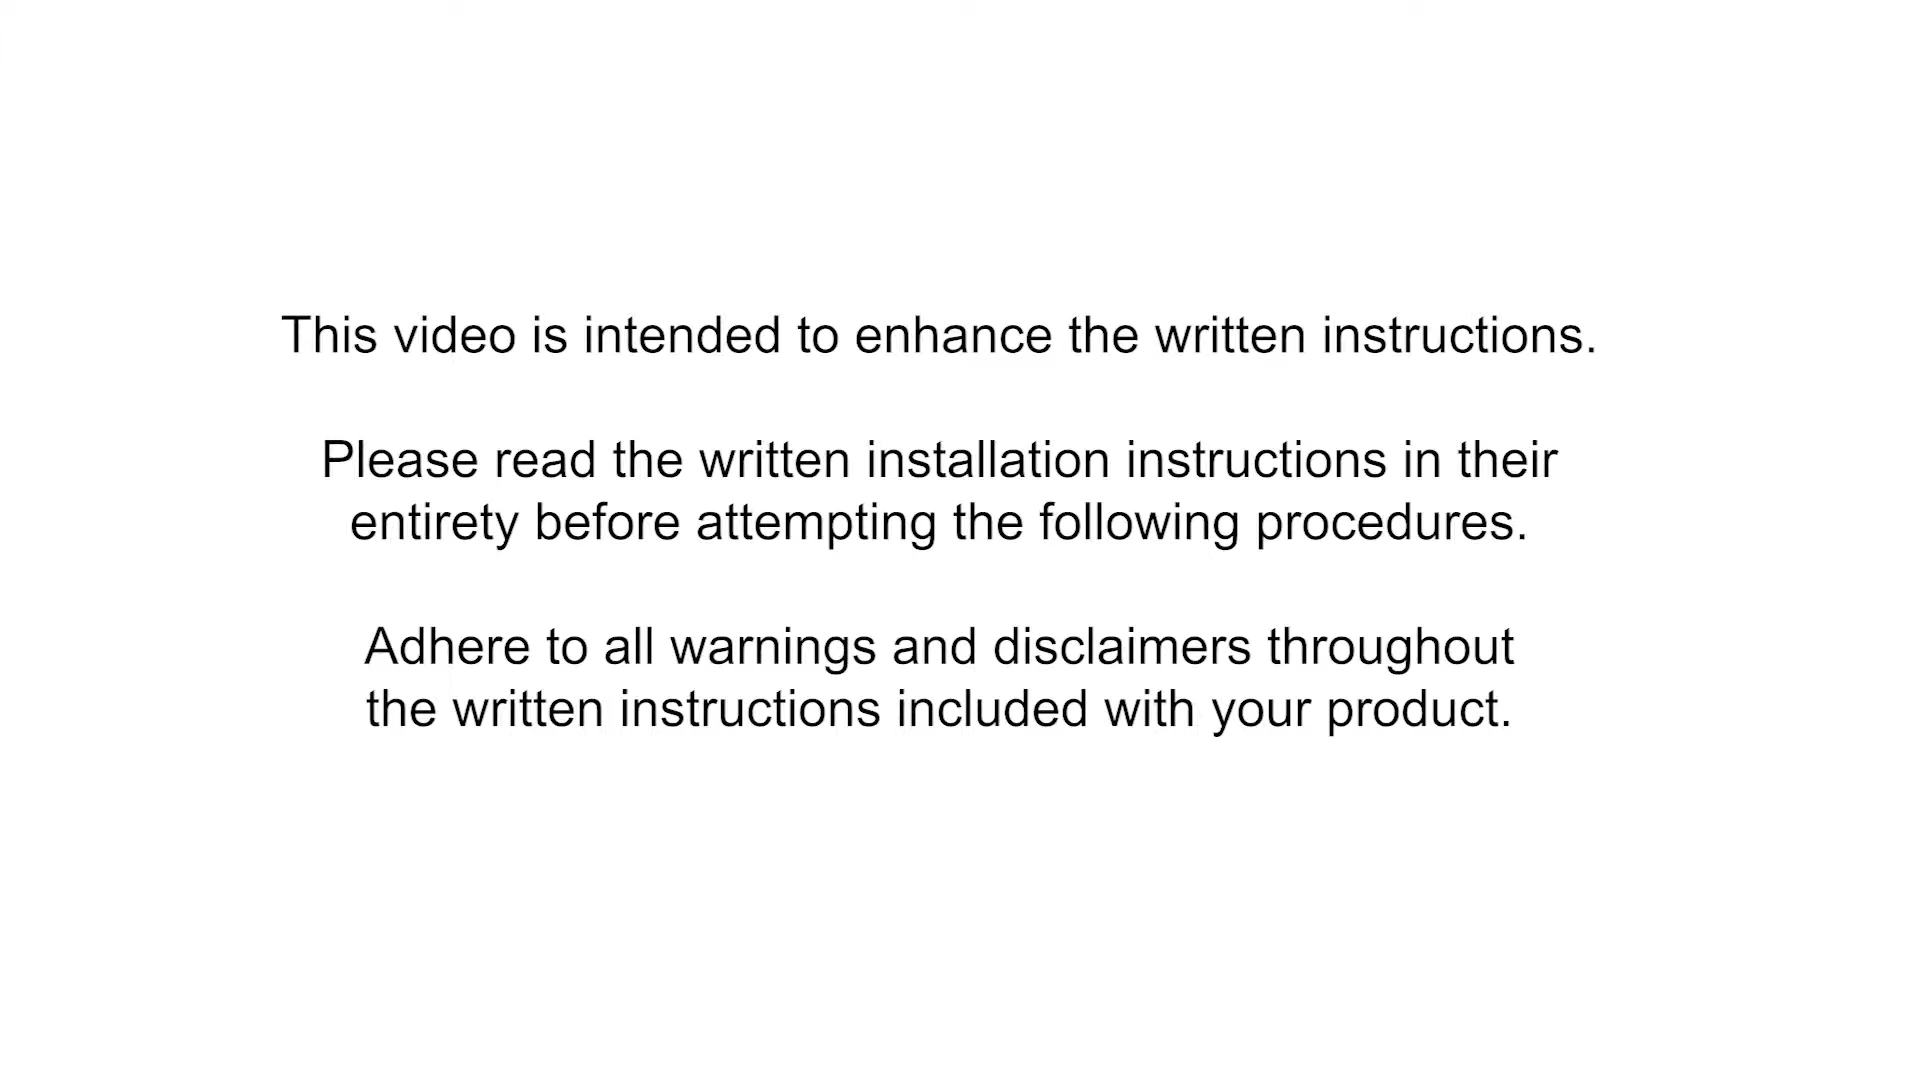 This video is intended to enhance the written instructions.
Please read the written installation instructions in their
entirety before attempting the following procedures.
Adhere to all warnings and disclaimers throughout
the written instructions included with your product.